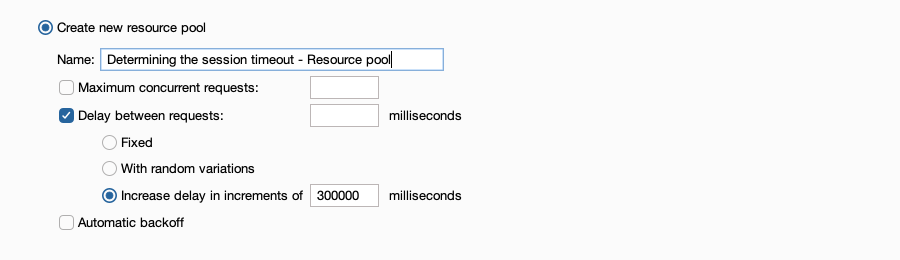 Create new resource pool
Name: Determining the session timeout - Resource pool
Maximum concurrent requests:
Delay between requests: milliseconds
Fixed
With random variations
Increase delay in increments of 300000 milliseconds
Automatic backoff